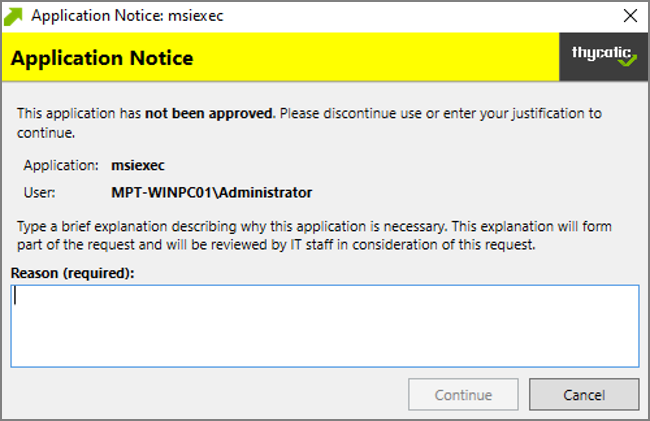 Application Notice: msiexec
Application Notice
thycotic
This application has not been approved. Please discontinue use or enter your justification to
continue.
Application: msiexec
User: MPT-WINPC01\Administrator
Type a brief explanation describing why this application is necessary. This explanation will form
part of the request and will be reviewed by IT staff in consideration of this request.
Reason (required):
Continue Cancel